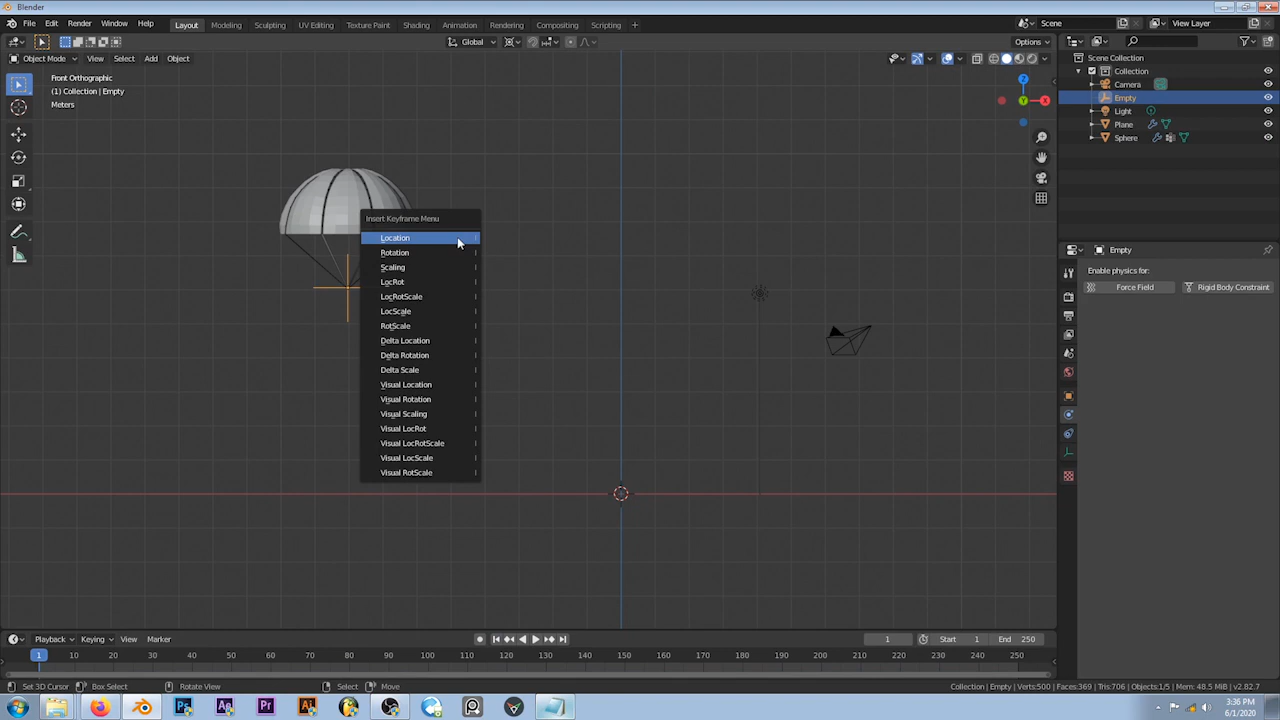 Blender
File Edit Render Window Help
Layout Modeling Sculpting UV Editing Texture Paint Shading Animation Rendering Compositing Scripting +
Scene
View Layer
Global
Options
Object Mode View Select Add Object
Front Orthographic
(1) Collection | Empty
Meters
Z
Y
X
Insert Keyframe Menu
Location I
Rotation I
Scaling I
LocRot I
LocRotScale I
LocScale I
RotScale I
Delta Location I
Delta Rotation I
Delta Scale I
Visual Location I
Visual Rotation I
Visual Scaling I
Visual LocRot I
Visual LocRotScale I
Visual LocScale I
Visual RotScale I
Scene Collection
Collection
Camera
Empty
Light
Plane
Sphere
Empty
Enable physics for:
Force Field Rigid Body Constraint
Playback Keying View Marker
1 Start 1 End 250
1 10 20 30 40 50 60 70 80 90 100 110 120 130 140 150 160 170 180 190 200 210 220 230 240 250
Set 3D Cursor Box Select Rotate View Select Move
Collection | Empty | Verts:500 | Faces:369 | Tris:706 | Objects:1/5 | Mem: 48.5 MiB | v2.82.7
Ps Ae Pr Ai
3:36 PM
6/1/2020